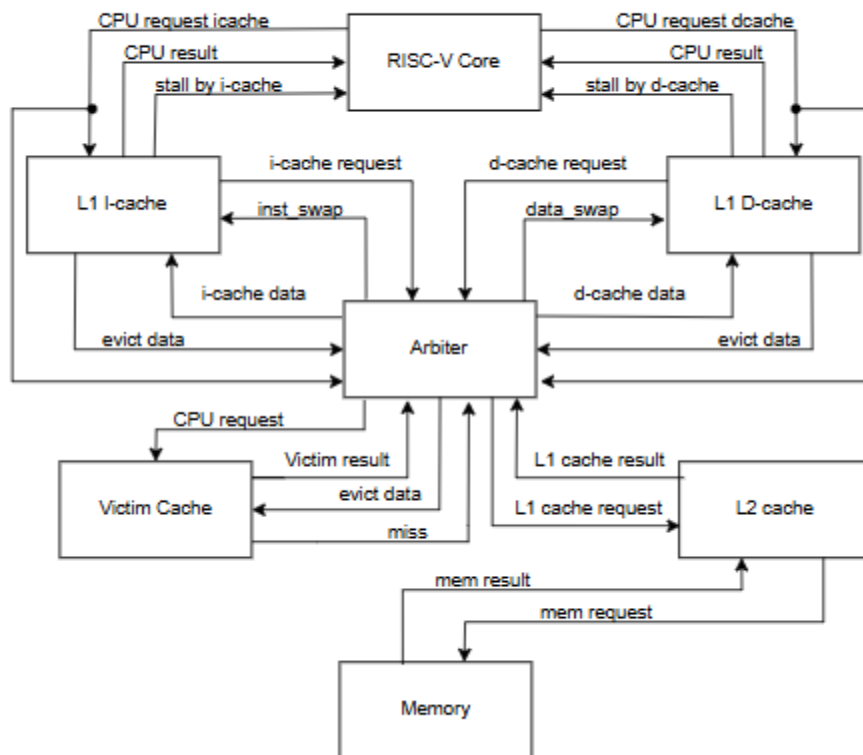 CPU request icache
CPU request dcache
CPU result
RISC-V Core
CPU result
stall by i-cache
stall by d-cache
i-cache request
d-cache request
L1 I-cache
inst_swap
data_swap
L1 D-cache
i-cache data
d-cache data
evict data
Arbiter
evict data
CPU request
Victim result
L1 cache result
Victim Cache
evict data
L1 cache request
L2 cache
miss
mem result
mem request
Memory